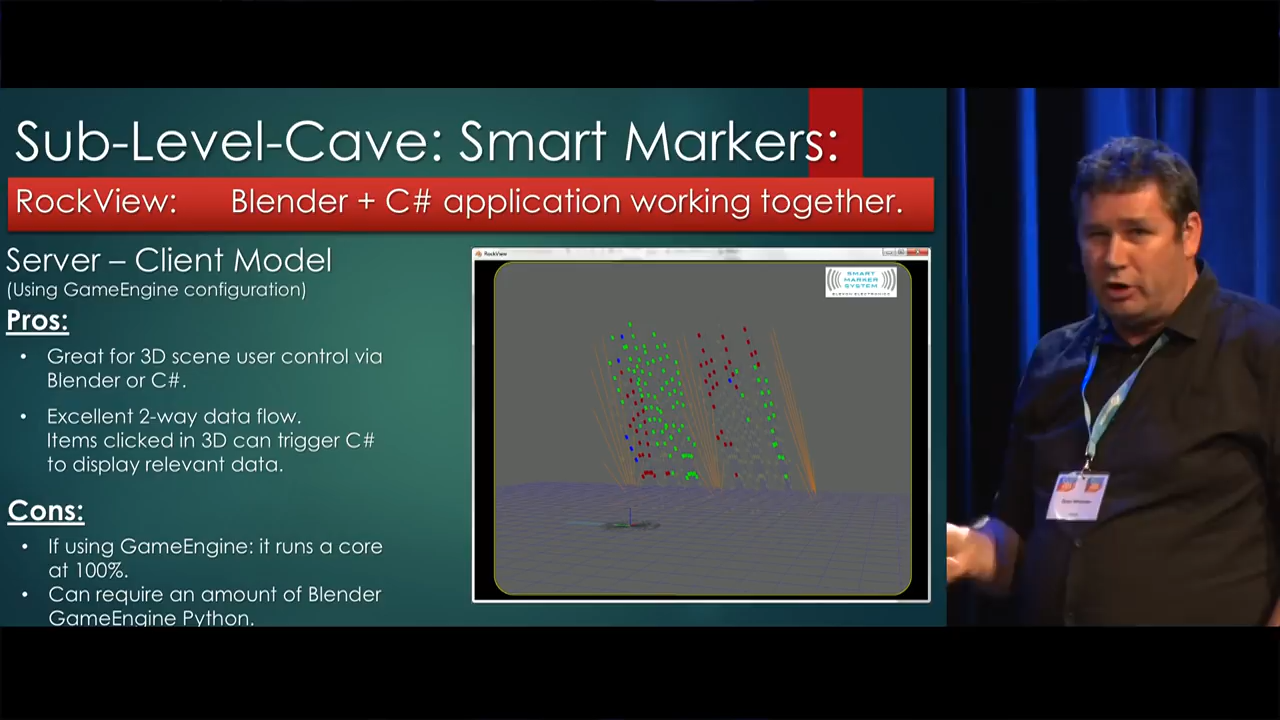 Sub-Level-Cave: Smart Markers:
RockView: Blender + C# application working together.
Server – Client Model
(Using GameEngine configuration)
Pros:
• Great for 3D scene user control via
Blender or C#.
• Excellent 2-way data flow.
Items clicked in 3D can trigger C#
to display relevant data.
Cons:
• If using GameEngine: it runs a core
at 100%.
• Can require an amount of Blender
GameEngine Python.
RockView
SMART
MARKER
SYSTEM
ELEXON ELECTRONICS